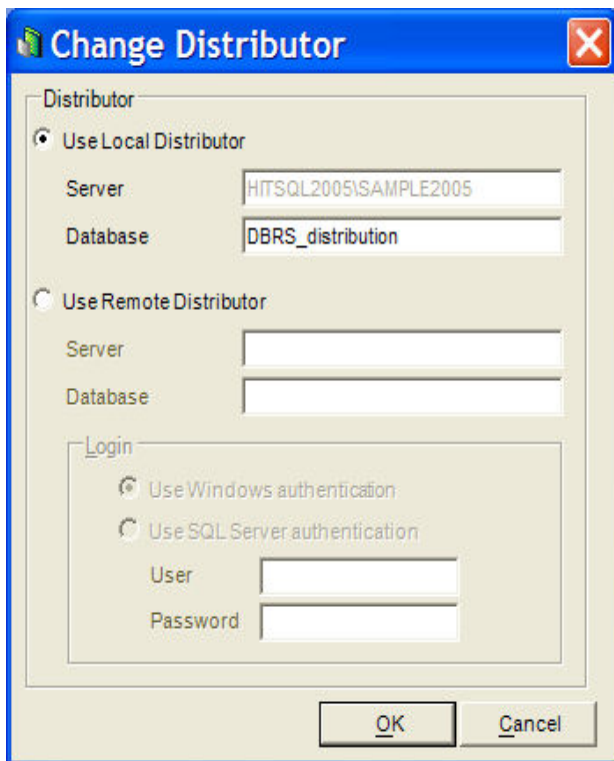 Change Distributor
Distributor
Use Local Distributor
Server HITSQL2005\SAMPLE2005
Database DBRS_distribution
Use Remote Distributor
Server
Database
Login
Use Windows authentication
Use SQL Server authentication
User
Password
OK Cancel